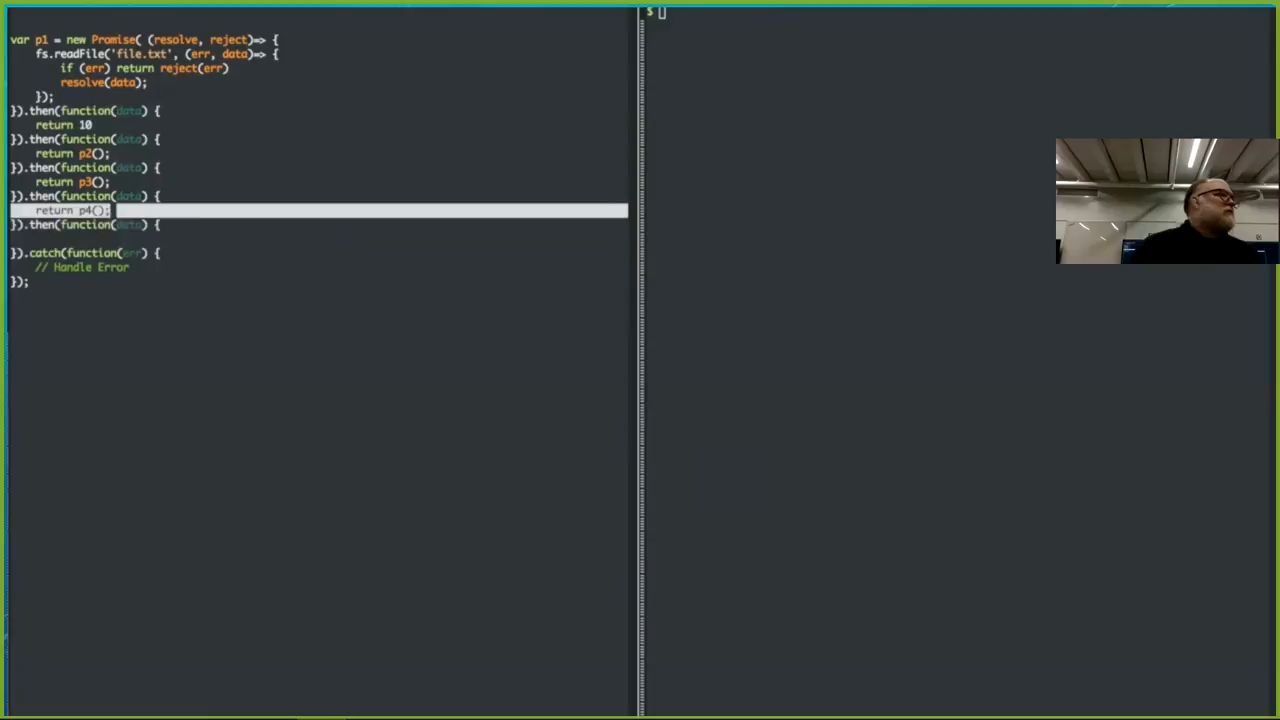 var p1 = new Promise( (resolve, reject)=> {
fs.readFile('file.txt', (err, data)=> {
if (err) return reject(err)
resolve(data);
});
}).then(function(data) {
return 10
}).then(function(data) {
return p2();
}).then(function(data) {
return p3();
}).then(function(data) {
return p4();
}).then(function(data) {
}).catch(function(err) {
// Handle Error
});
$